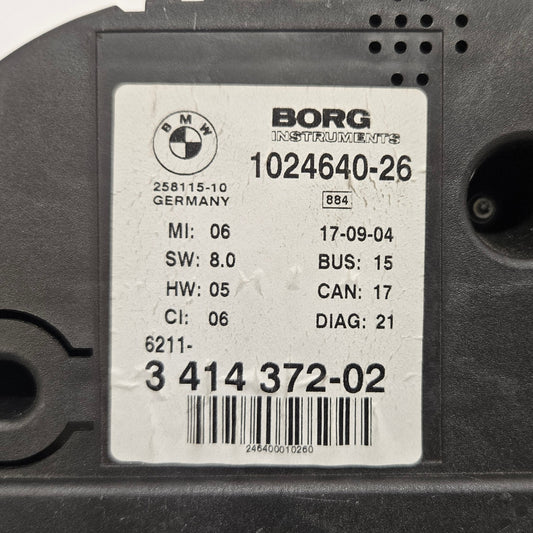 BMW
BORG
INSTRUMENTS
1024640-26
258115-10
GERMANY
884
MI: 06 17-09-04
SW: 8.0 BUS: 15
HW: 05 CAN: 17
CI: 06 DIAG: 21
6211-
3 414 372-02
246400010260